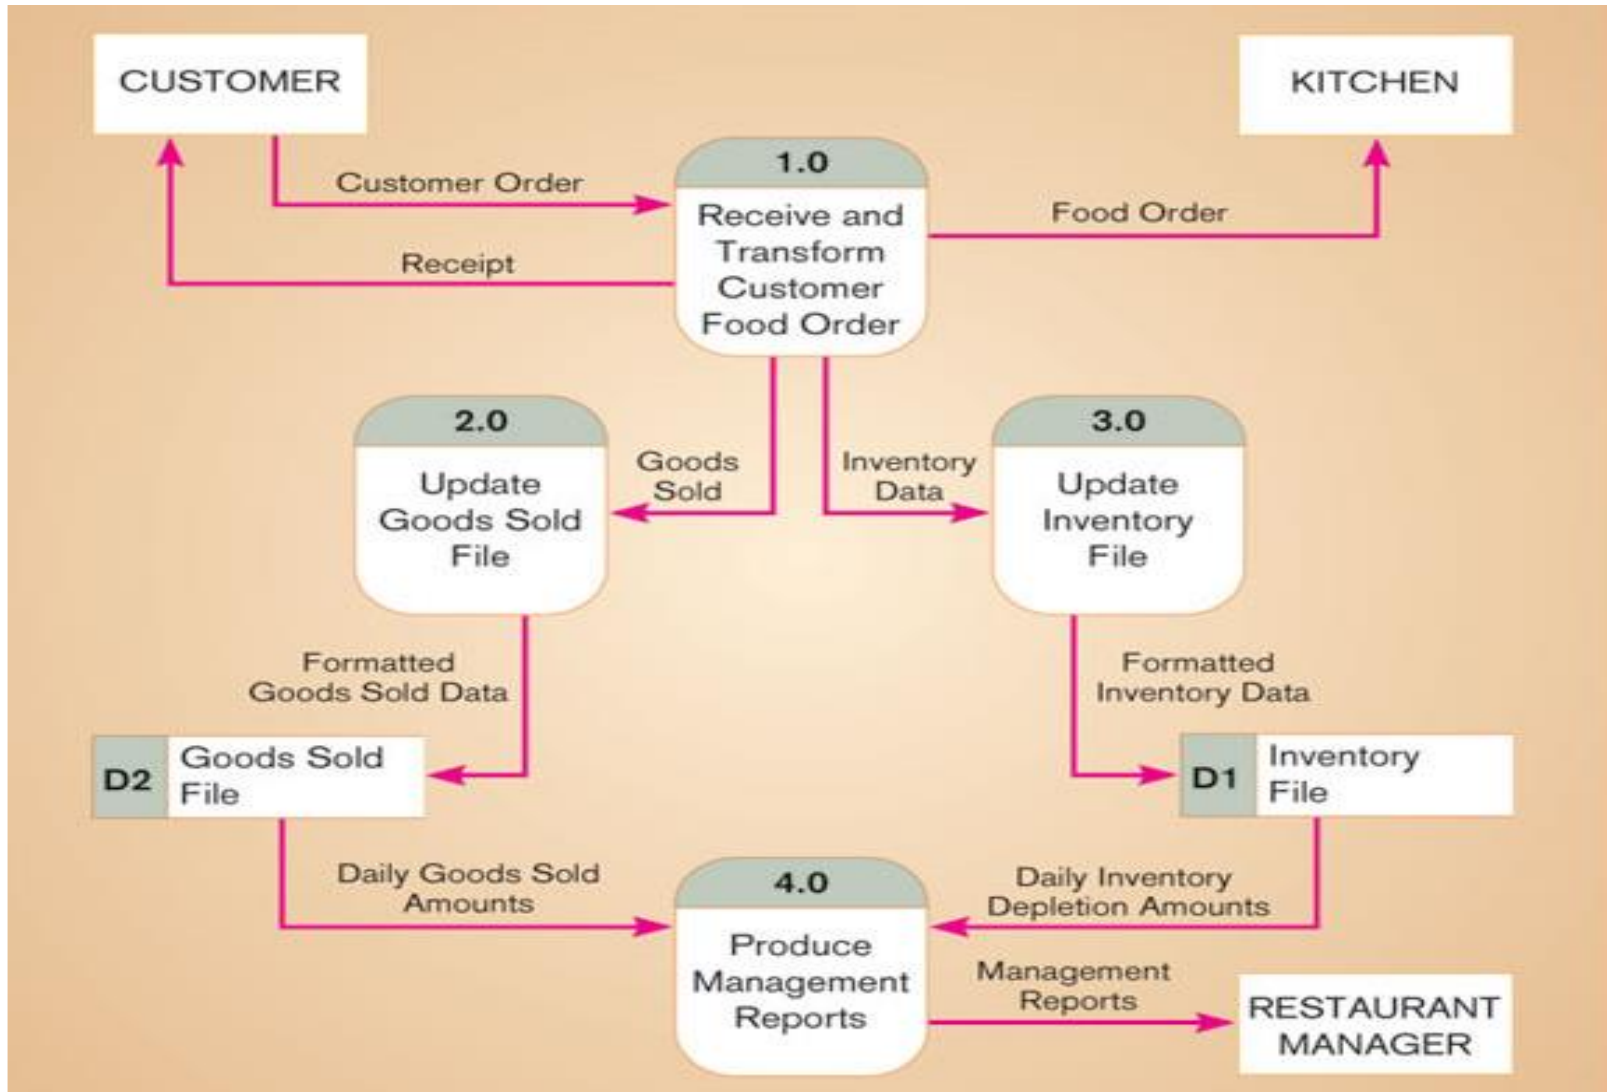 CUSTOMER
KITCHEN
1.0
Receive and
Transform
Customer
Food Order
Customer Order
Receipt
Food Order
2.0
Update
Goods Sold
File
Goods
Sold
Inventory
Data
3.0
Update
Inventory
File
Formatted
Goods Sold Data
Formatted
Inventory Data
D2
Goods Sold
File
D1
Inventory
File
Daily Goods Sold
Amounts
4.0
Produce
Management
Reports
Daily Inventory
Depletion Amounts
Management
Reports
RESTAURANT
MANAGER